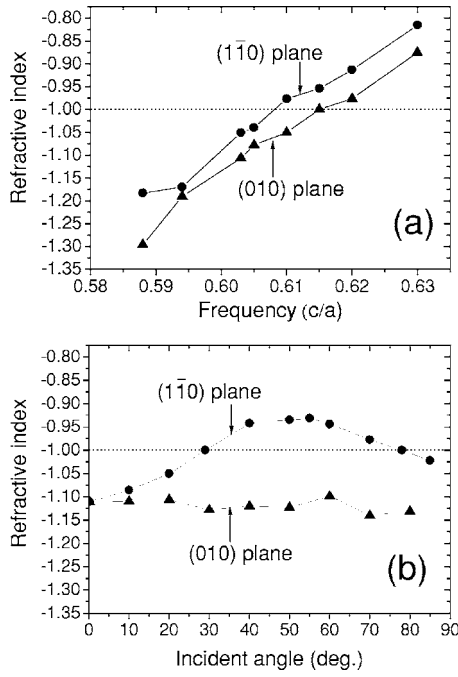 -0.80
-0.85
-0.90
-0.95
-1.00
-1.05
-1.10
-1.15
-1.20
-1.25
-1.30
-1.35
Refractive index
(11̄0) plane
(010) plane
(a)
0.58 0.59 0.60 0.61 0.62 0.63
Frequency (c/a)
-0.80
-0.85
-0.90
-0.95
-1.00
-1.05
-1.10
-1.15
-1.20
-1.25
-1.30
-1.35
Refractive index
(11̄0) plane
(010) plane
(b)
0 10 20 30 40 50 60 70 80 90
Incident angle (deg.)